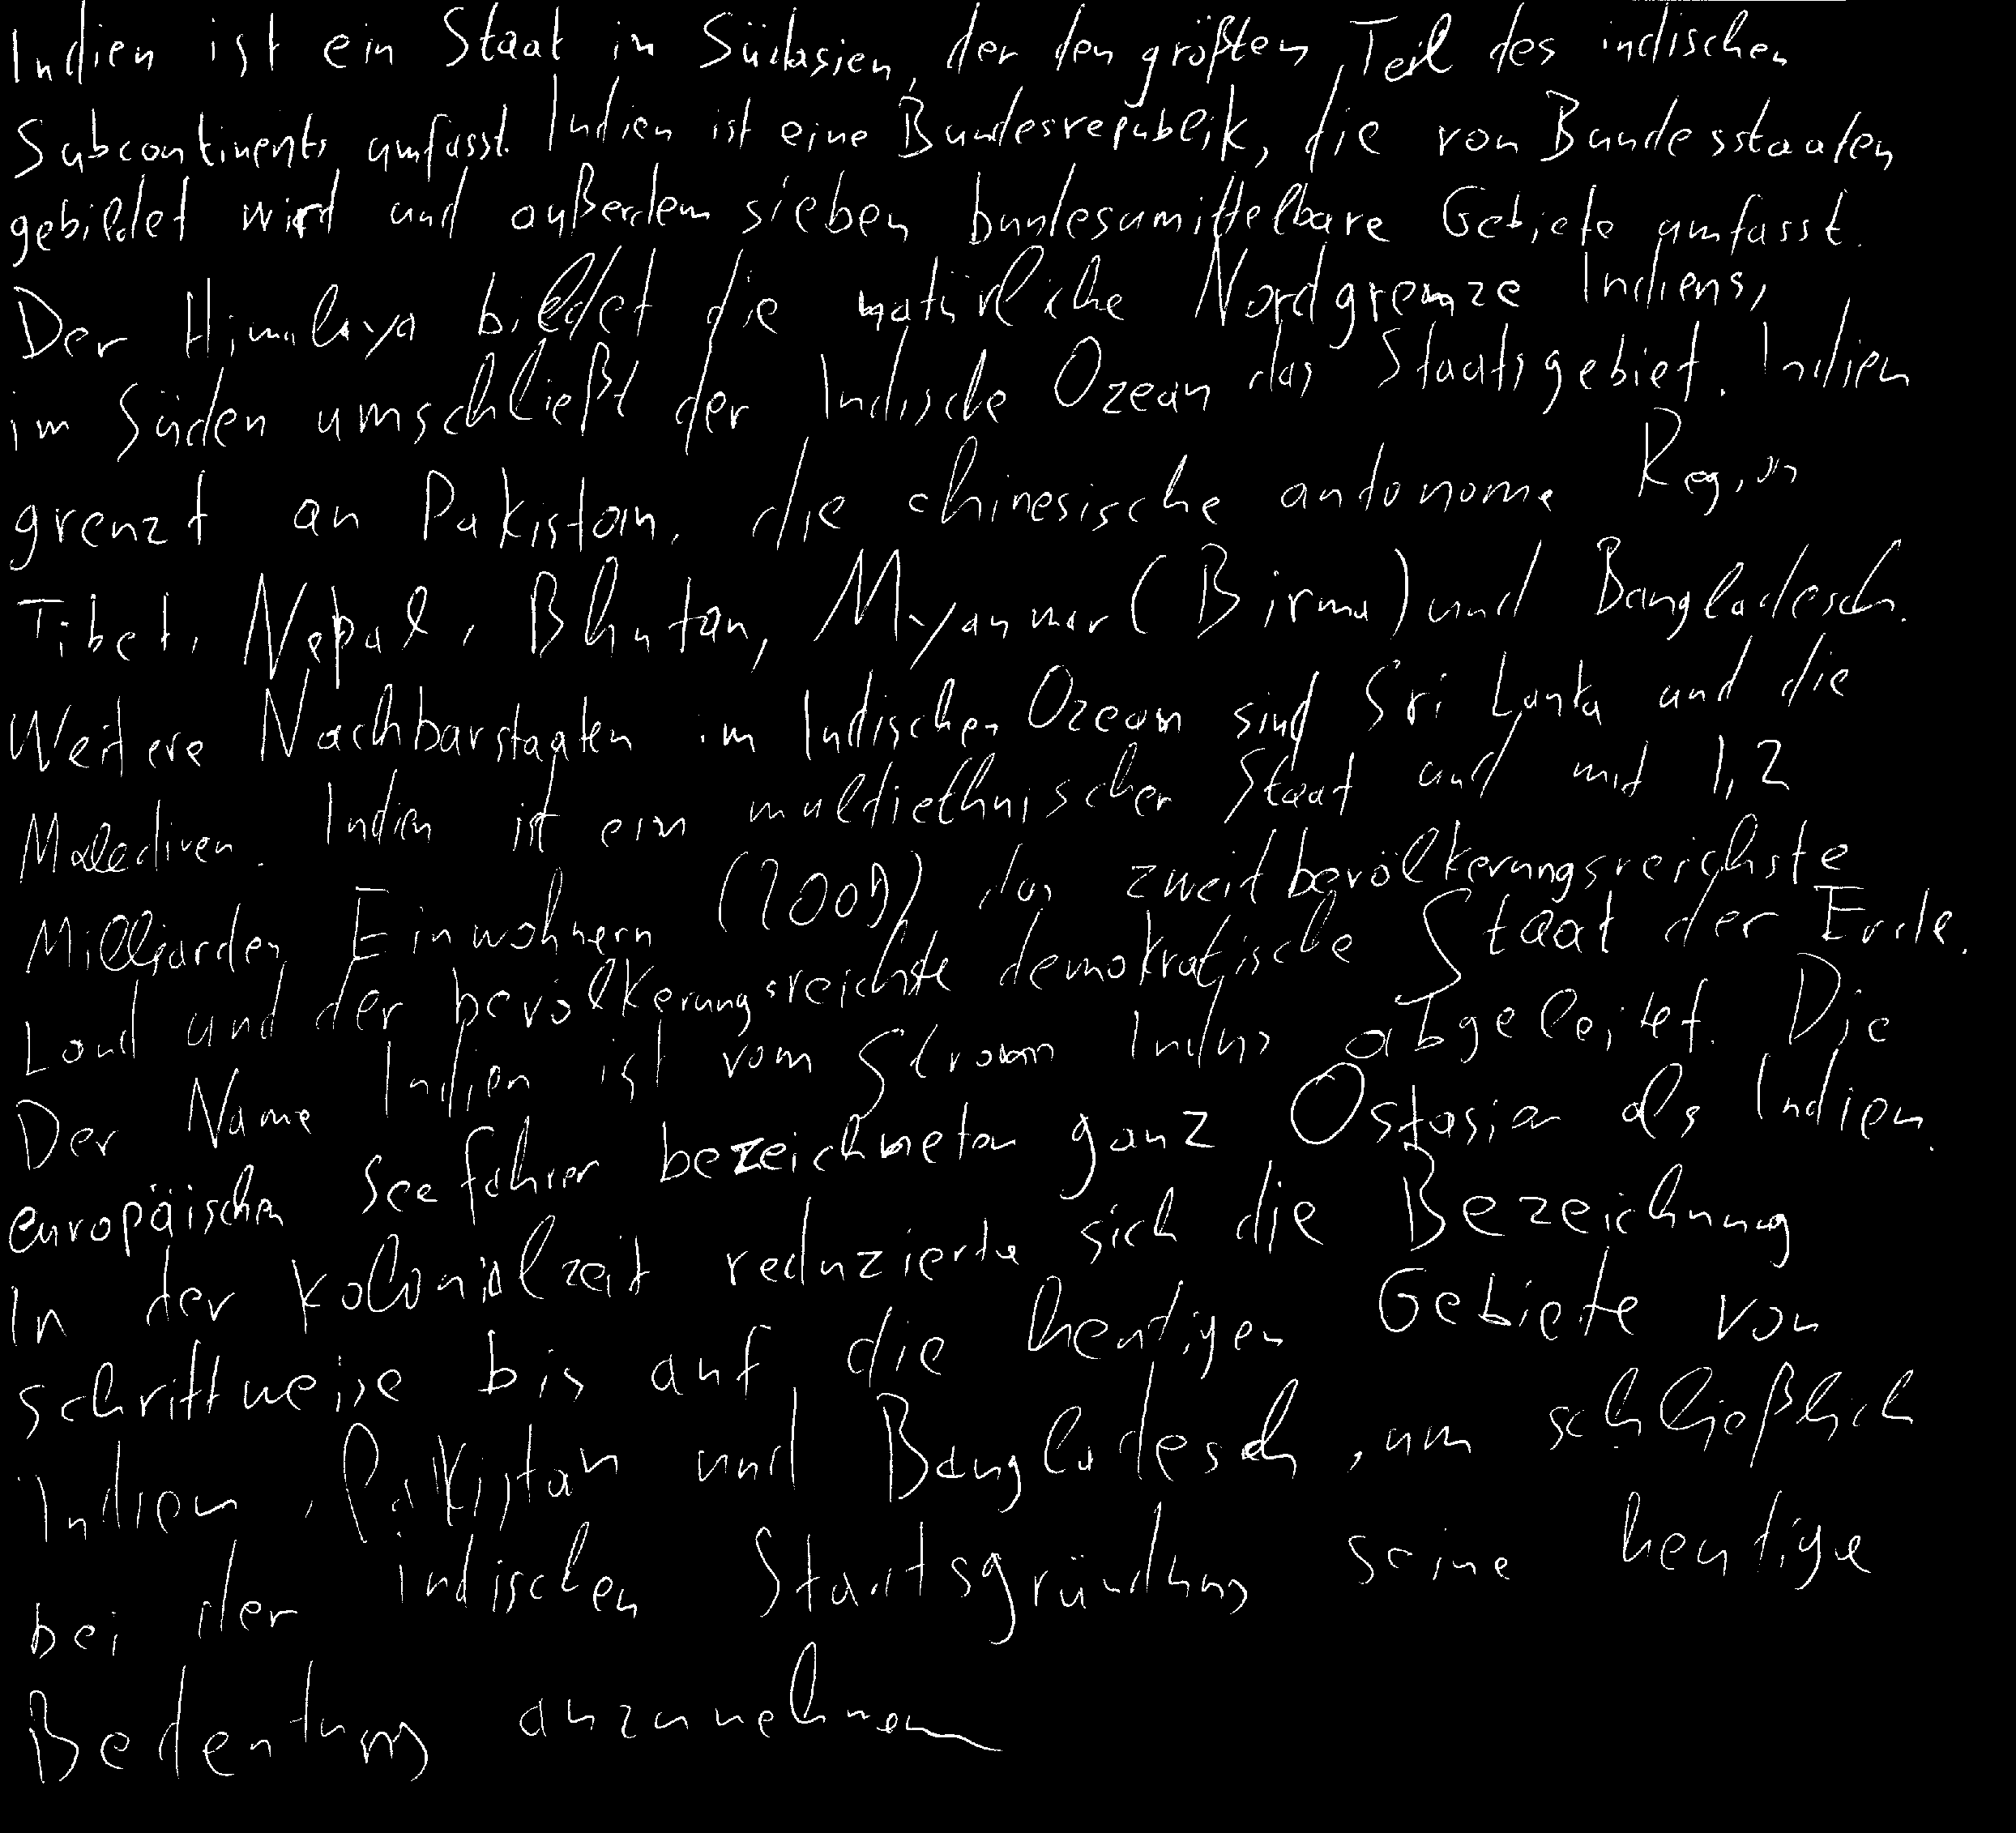 Indien ist ein Staat in Südasien, der den größten Teil des indischen
Subcontinents umfasst. Indien ist eine Bundesrepublik, die von Bundesstaaten
gebildet wird und außerdem sieben bundesumittelbare Gebiete umfasst.
Der Himalaya bildet die natürliche Nordgrenze Indiens,
im Süden umschließt der Indische Ozean das Staatsgebiet. Indien
grenzt an Pakistan, die chinesische autonome Region
Tibet, Nepal, Bhutan, Myanmar (Birma) und Bangladesch.
Weitere Nachbarstaaten im Indischen Ozean sind Sri Lanka und die
Malediven. Indien ist ein multiethnischer Staat und mit 1,2
Milliarden Einwohnern (2009) das zweitbevölkerungsreichste
Land und der bevölkerungsreichste demokratische Staat der Erde.
Der Name Indien ist vom Strom Indus abgeleitet. Die
europäischen Seefahrer bezeichneten ganz Ostasien als Indien.
In der Kolonialzeit reduzierte sich die Bezeichnung
schrittweise bis auf die heutigen Gebiete von
Indien, Pakistan und Bangladesch, um schließlich
bei der indischen Staatsgründung seine heutige
Bedeutung anzunehmen